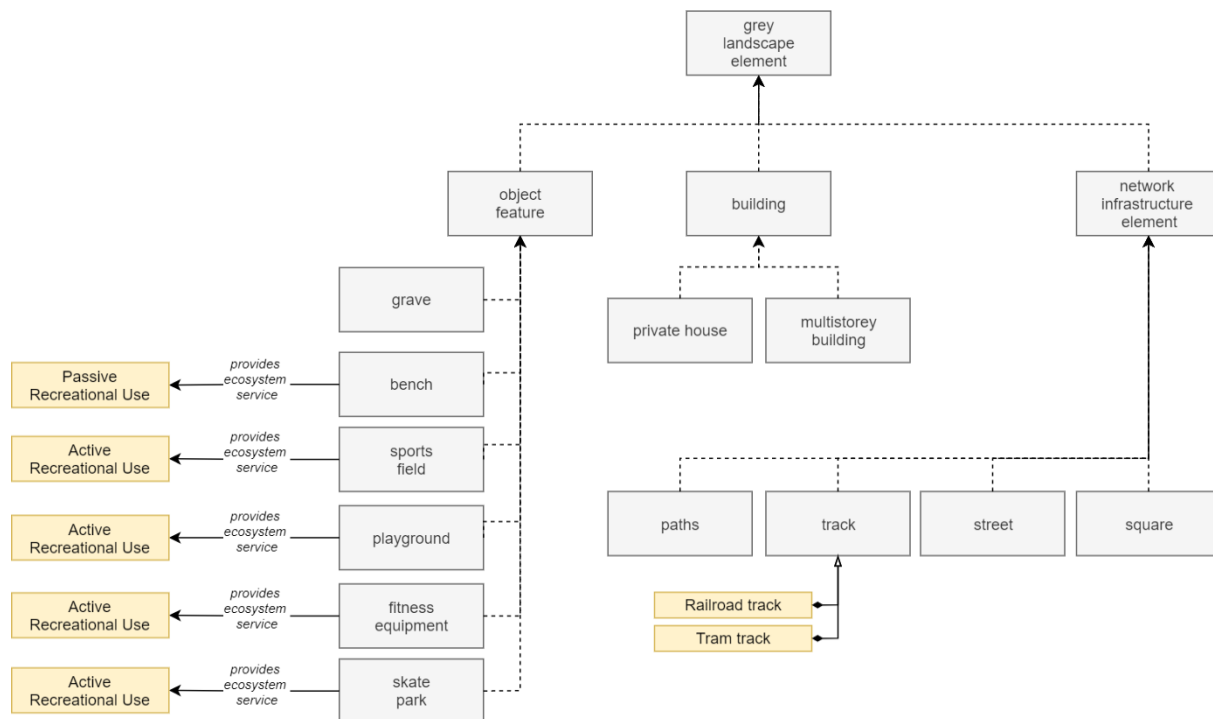 grey
landscape
element
object
feature
building
network
infrastructure
element
grave
private house
multistorey
building
Passive
Recreational Use
provides
ecosystem
service
bench
Active
Recreational Use
provides
ecosystem
service
sports
field
Active
Recreational Use
provides
ecosystem
service
playground
paths
track
street
square
Active
Recreational Use
provides
ecosystem
service
fitness
equipment
Railroad track
Tram track
Active
Recreational Use
provides
ecosystem
service
skate
park